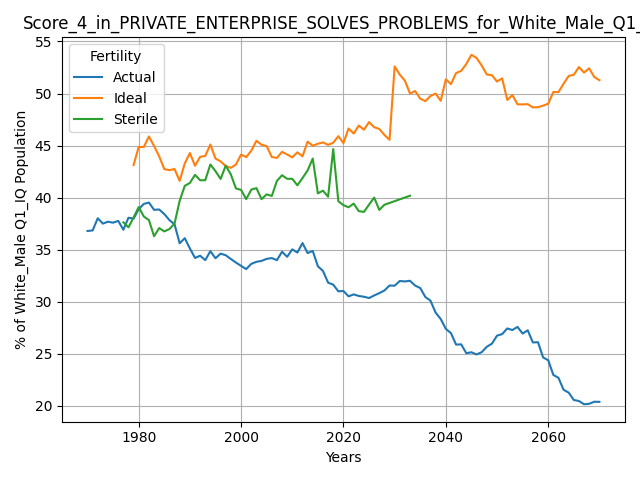 Score_4_in_PRIVATE_ENTERPRISE_SOLVES_PROBLEMS_for_White_Male_Q1_
Fertility
Actual
Ideal
Sterile
% of White_Male Q1_IQ Population
55
50
45
40
35
30
25
20
1980
2000
2020
2040
2060
Years